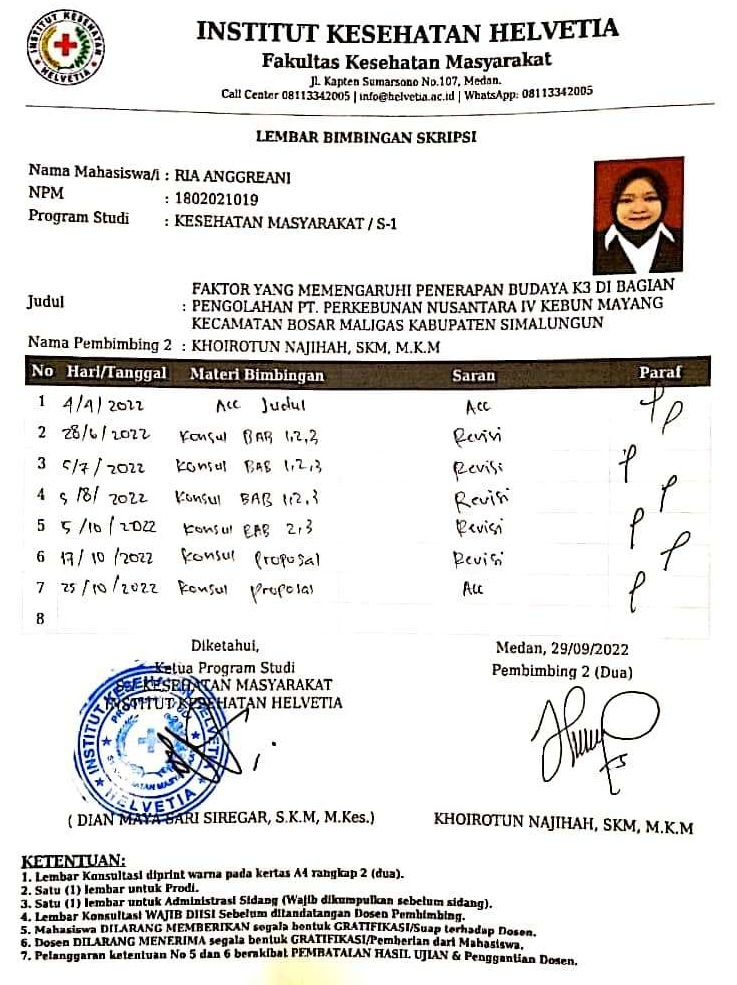 INSTITUT KESEHATAN HELVETIA
INSTITUT KESEHATAN HELVETIA
Fakultas Kesehatan Masyarakat
Jl. Kapten Sumarsono No.107, Medan.
Call Center 08113342005 | info@helvetia.ac.id | WhatsApp: 08113342005
LEMBAR BIMBINGAN SKRIPSI
Nama Mahasiswa/i : RIA ANGGREANI
NPM : 1802021019
Program Studi : KESEHATAN MASYARAKAT / S-1
FAKTOR YANG MEMENGARUHI PENERAPAN BUDAYA K3 DI BAGIAN
Judul : PENGOLAHAN PT. PERKEBUNAN NUSANTARA IV KEBUN MAYANG
KECAMATAN BOSAR MALIGAS KABUPATEN SIMALUNGUN
Nama Pembimbing 2 : KHOIROTUN NAJIHAH, SKM, M.K.M
No Hari/Tanggal Materi Bimbingan Saran Paraf
1 4/4/2022 Acc Judul Acc
2 28/6/2022 Konsul BAB 1,2,3 Revisi
3 5/7/2022 Konsul BAB 1,2,3 Revisi
4 5/8/2022 Konsul BAB 1,2,3 Revisi
5 5/10/2022 Konsul BAB 2,3 Revisi
6 17/10/2022 Konsul Proposal Revisi
7 25/10/2022 Konsul Proposal Acc
8
Diketahui, Medan, 29/09/2022
Ketua Program Studi Pembimbing 2 (Dua)
KESEHATAN MASYARAKAT
INSTITUT KESEHATAN HELVETIA
INSTITUT KESEHATAN HELVETIA
( DIAN MAYA SARI SIREGAR, S.K.M, M.Kes.) KHOIROTUN NAJIHAH, SKM, M.K.M
KETENTUAN:
1. Lembar Konsultasi diprint warna pada kertas A4 rangkap 2 (dua).
2. Satu (1) lembar untuk Prodi.
3. Satu (1) lembar untuk Administrasi Sidang (Wajib dikumpulkan sebelum sidang).
4. Lembar Konsultasi WAJIB DIISI Sebelum ditandatangan Dosen Pembimbing.
5. Mahasiswa DILARANG MEMBERIKAN segala bentuk GRATIFIKASI/Suap terhadap Dosen.
6. Dosen DILARANG MENERIMA segala bentuk GRATIFIKASI/Pemberian dari Mahasiswa.
7. Pelanggaran ketentuan No 5 dan 6 berakibat PEMBATALAN HASIL UJIAN & Penggantian Dosen.